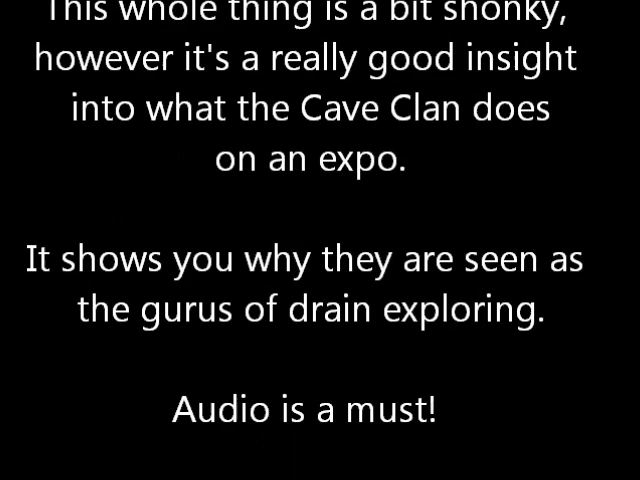 This whole thing is a bit shonky,
however it's a really good insight
into what the Cave Clan does
on an expo.
It shows you why they are seen as
the gurus of drain exploring.
Audio is a must!